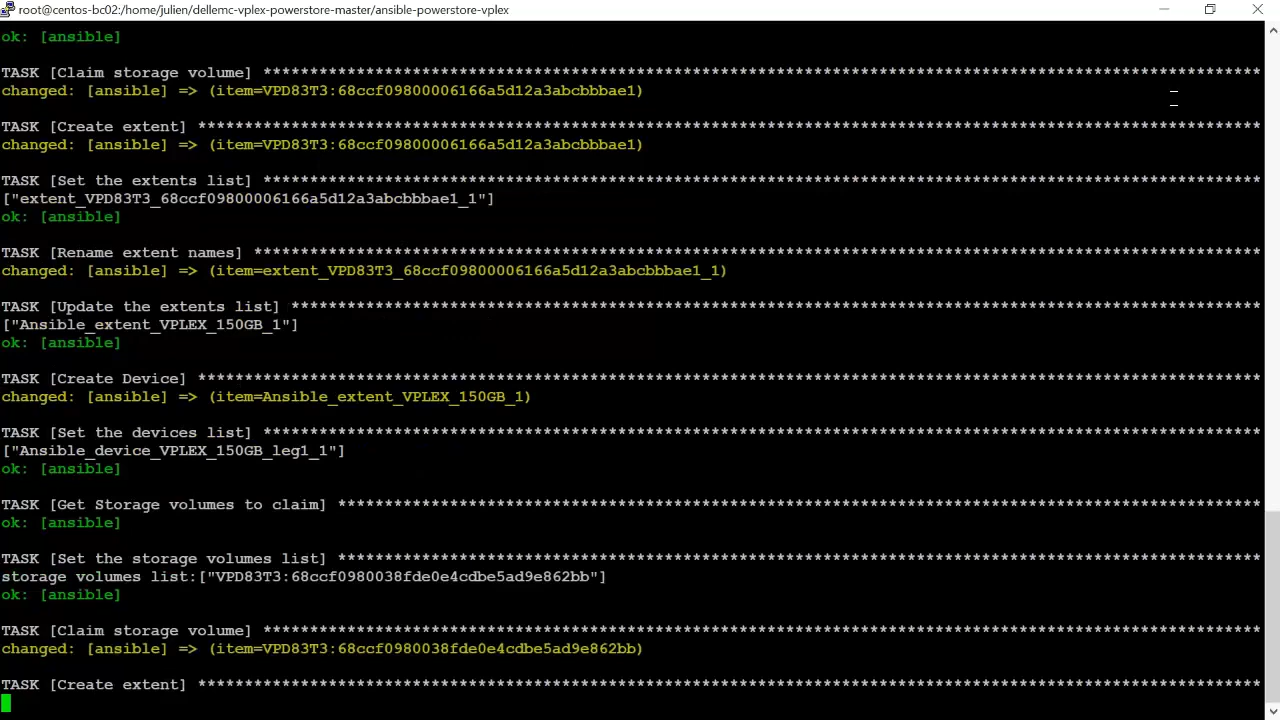 root@centos-bc02:/home/julien/dellemc-vplex-powerstore-master/ansible-powerstore-vplex
ok: [ansible]
TASK [Claim storage volume] **********************************************************************************************************
changed: [ansible] => (item=VPD83T3:68ccf09800006166a5d12a3abcbbbae1)
TASK [Create extent] *****************************************************************************************************************
changed: [ansible] => (item=VPD83T3:68ccf09800006166a5d12a3abcbbbae1)
TASK [Set the extents list] **********************************************************************************************************
["extent_VPD83T3_68ccf09800006166a5d12a3abcbbbae1_1"]
ok: [ansible]
TASK [Rename extent names] ***********************************************************************************************************
changed: [ansible] => (item=extent_VPD83T3_68ccf09800006166a5d12a3abcbbbae1_1)
TASK [Update the extents list] *******************************************************************************************************
["Ansible_extent_VPLEX_150GB_1"]
ok: [ansible]
TASK [Create Device] *****************************************************************************************************************
changed: [ansible] => (item=Ansible_extent_VPLEX_150GB_1)
TASK [Set the devices list] **********************************************************************************************************
["Ansible_device_VPLEX_150GB_leg1_1"]
ok: [ansible]
TASK [Get Storage volumes to claim] **************************************************************************************************
ok: [ansible]
TASK [Set the storage volumes list] **************************************************************************************************
storage volumes list:["VPD83T3:68ccf0980038fde0e4cdbe5ad9e862bb"]
ok: [ansible]
TASK [Claim storage volume] **********************************************************************************************************
changed: [ansible] => (item=VPD83T3:68ccf0980038fde0e4cdbe5ad9e862bb)
TASK [Create extent] *****************************************************************************************************************